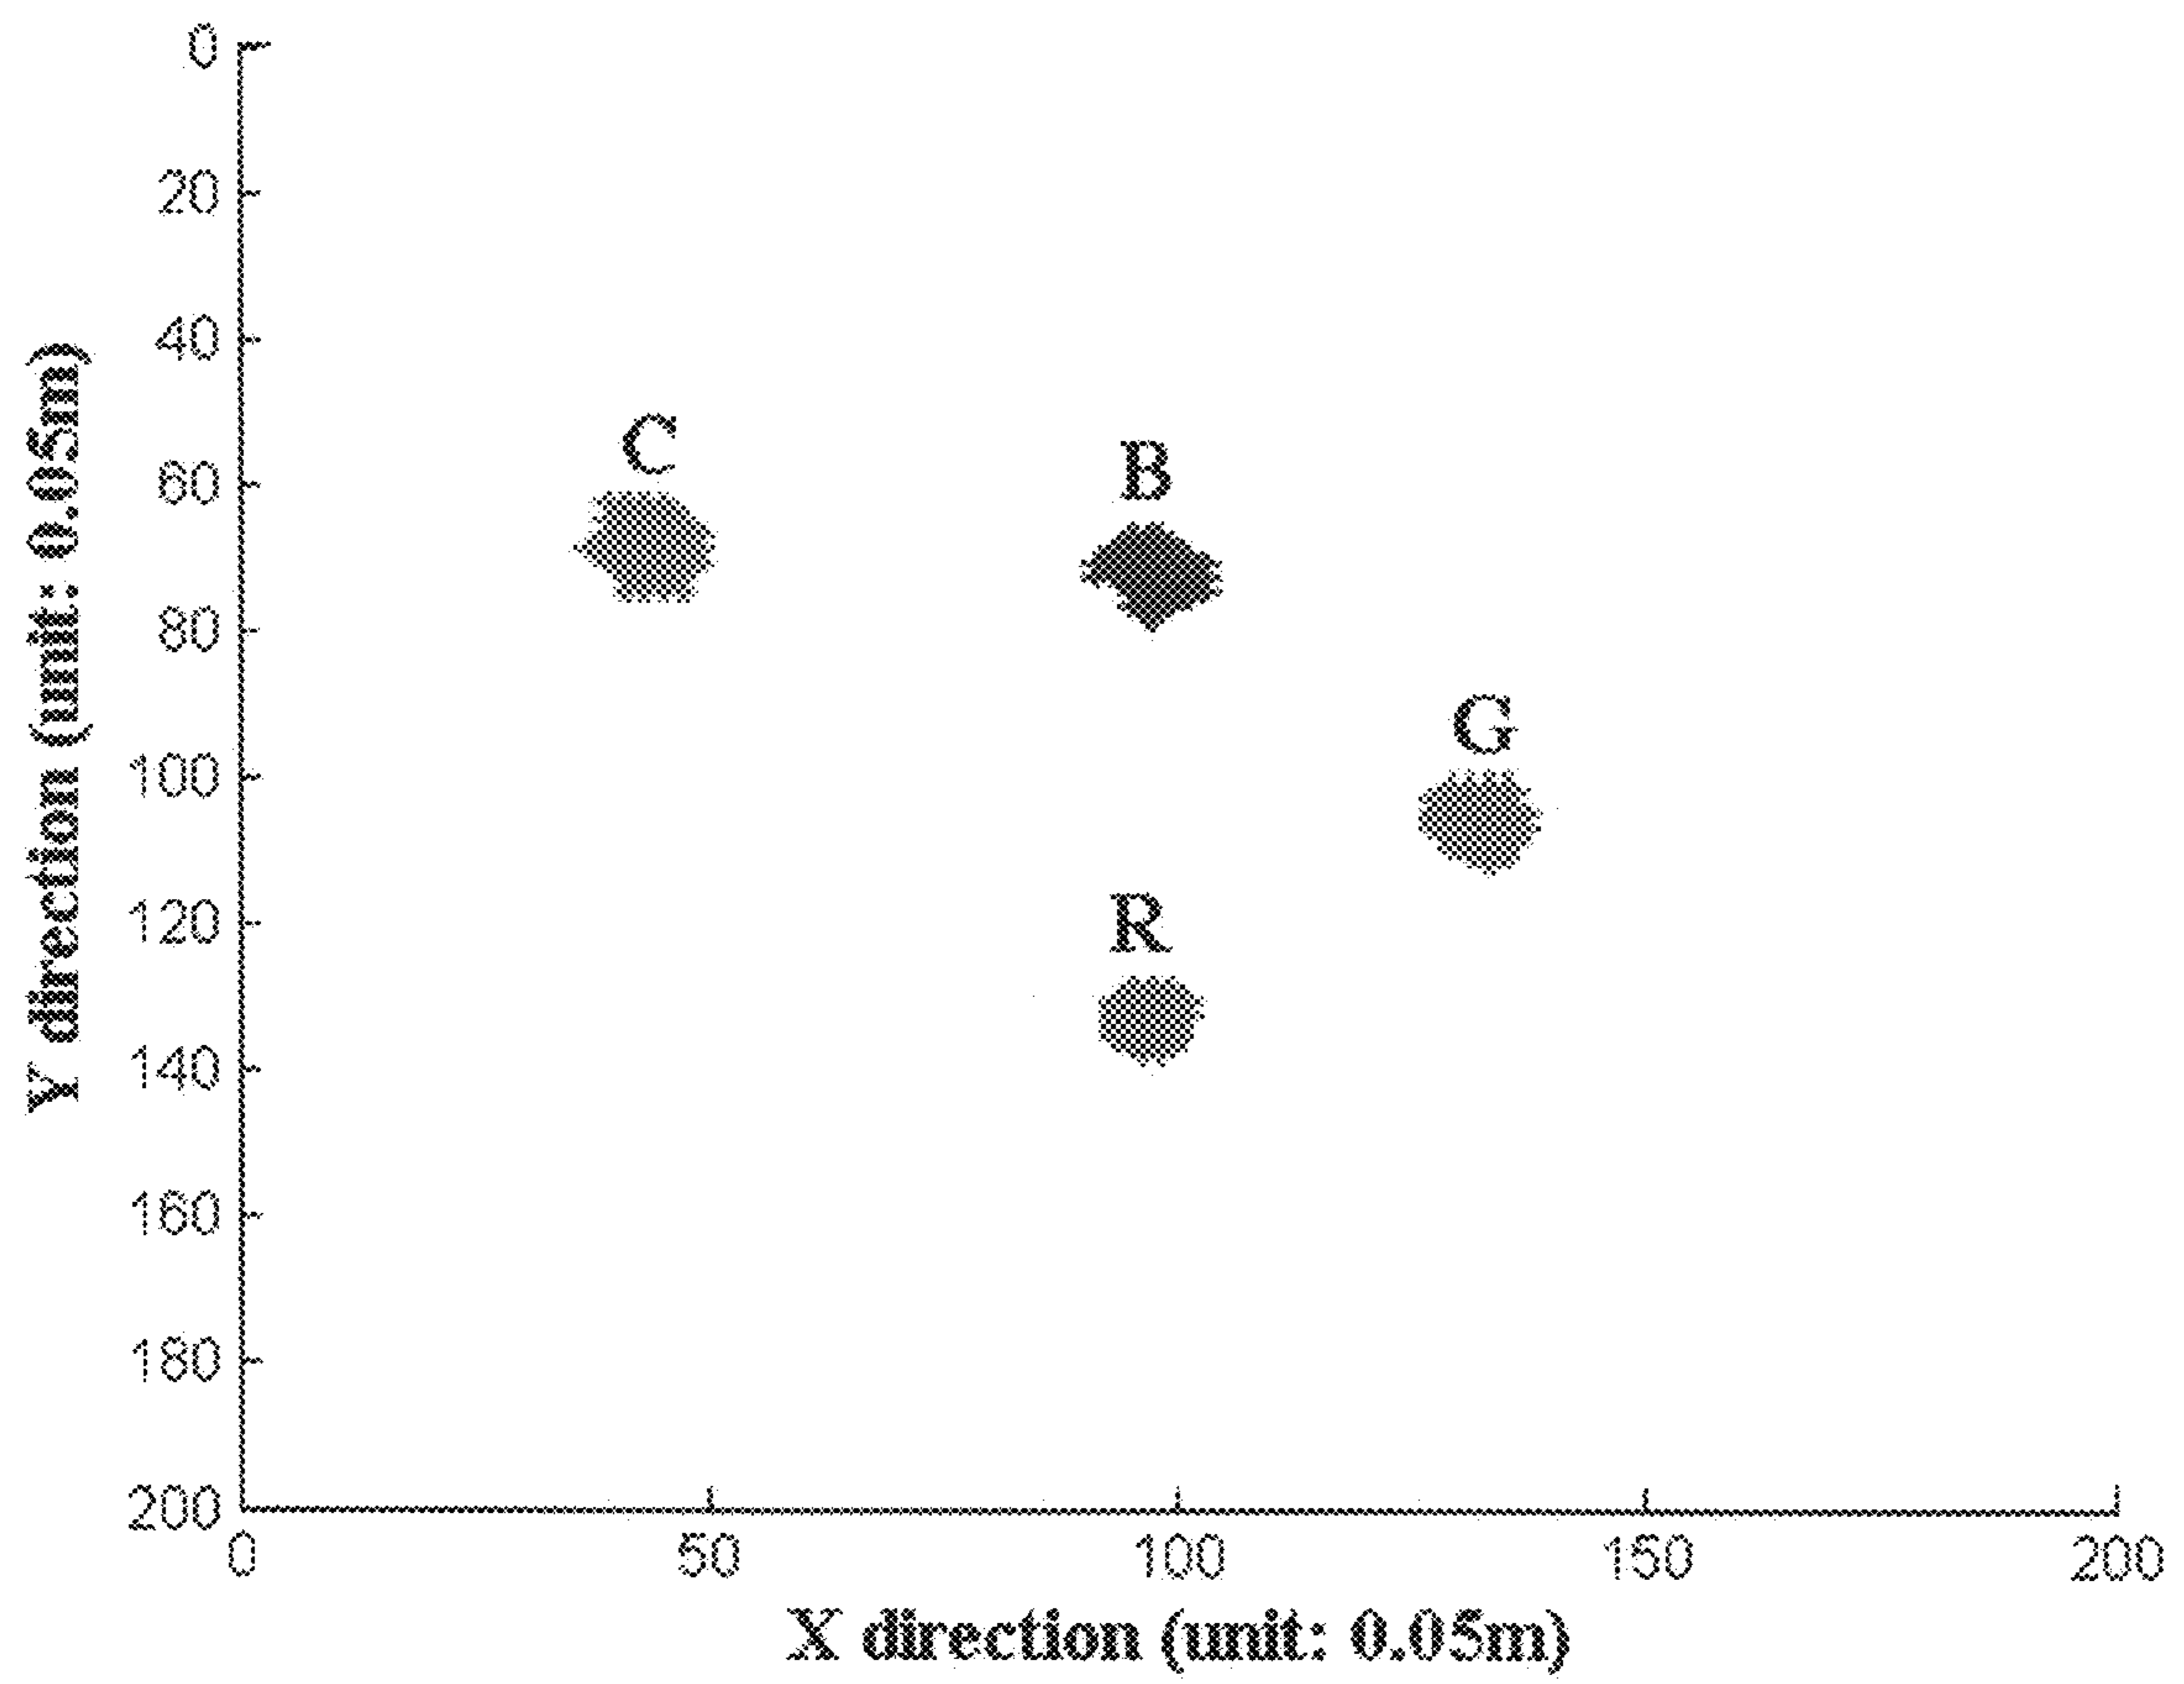 0
20
40
60
80
100
120
140
160
180
200
Y direction (unit: 0.05m)
C
B
G
R
0 50 100 150 200
X direction (unit: 0.05m)